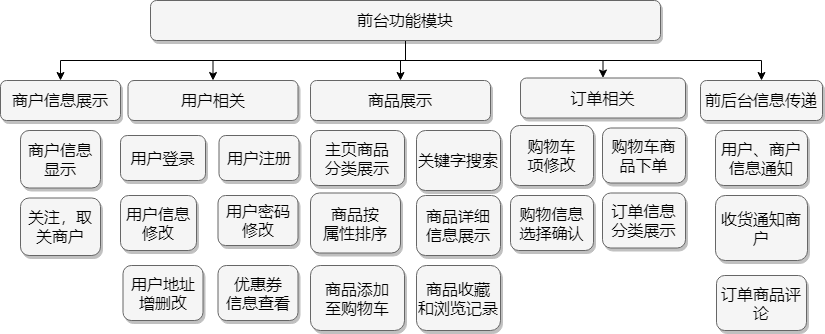 前台功能模块
商户信息展示
用户相关
商品展示
订单相关
前后台信息传递
商户信息
显示
关注，取
关商户
用户登录
用户注册
用户信息
修改
用户密码
修改
用户地址
增删改
优惠券
信息查看
主页商品
分类展示
关键字搜索
商品按
属性排序
商品详细
信息展示
商品添加
至购物车
商品收藏
和浏览记录
购物车
项修改
购物车商
品下单
购物信息
选择确认
订单信息
分类展示
用户、商户
信息通知
收货通知商
户
订单商品评
论